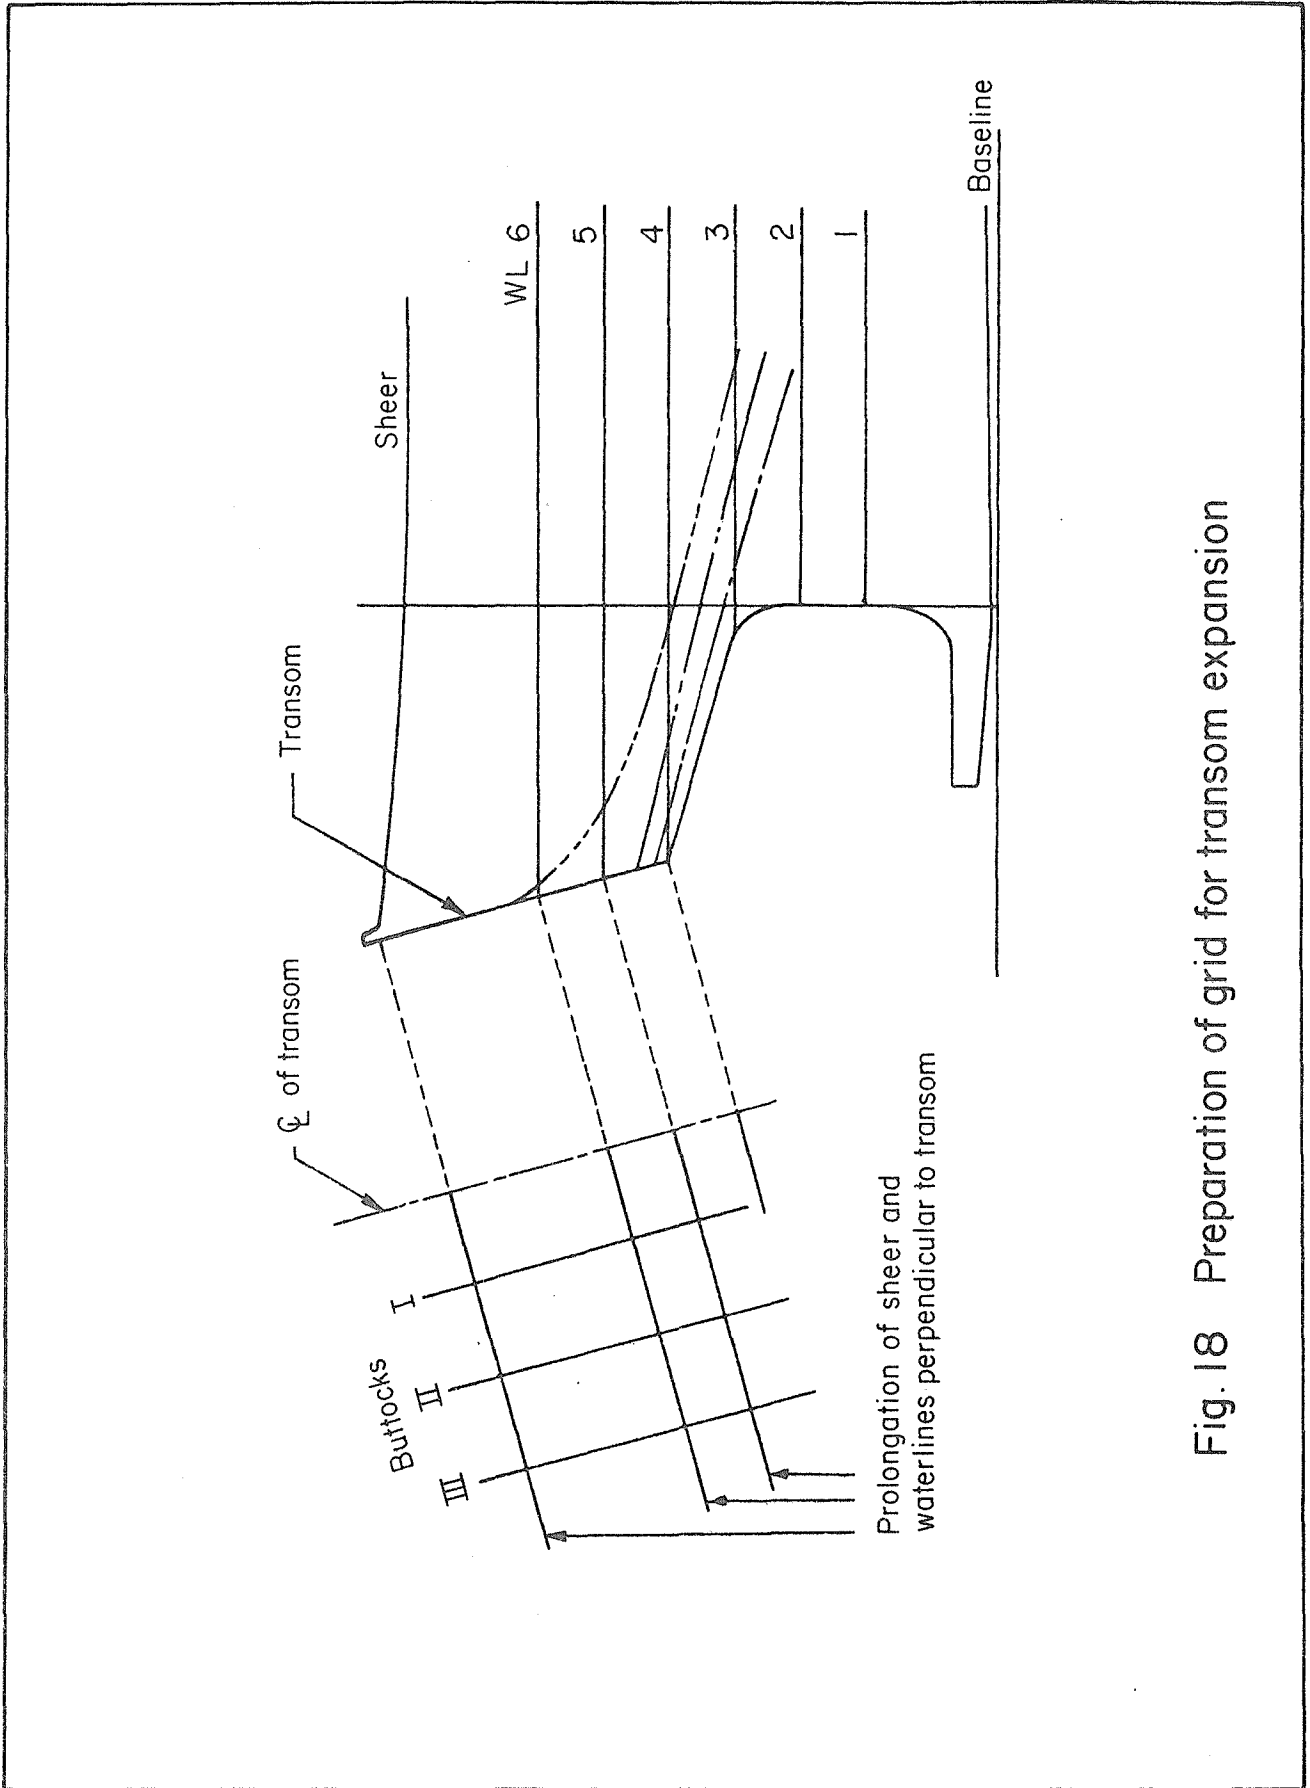 ℄ of transom
Transom
Sheer
Buttocks
III
II
I
WL 6
5
4
3
2
1
Baseline
Prolongation of sheer and
waterlines perpendicular to transom
Fig. 18 Preparation of grid for transom expansion